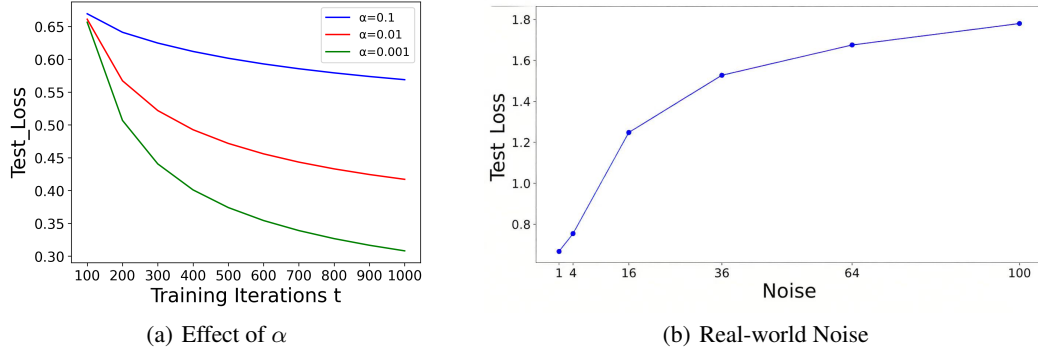 α=0.1
α=0.01
α=0.001
0.65
0.60
0.55
0.50
0.45
0.40
0.35
0.30
Test_Loss
100 200 300 400 500 600 700 800 900 1000
Training Iterations t
(a) Effect of α
1.8
1.6
1.4
1.2
1.0
0.8
Test Loss
1 4 16 36 64 100
Noise
(b) Real-world Noise